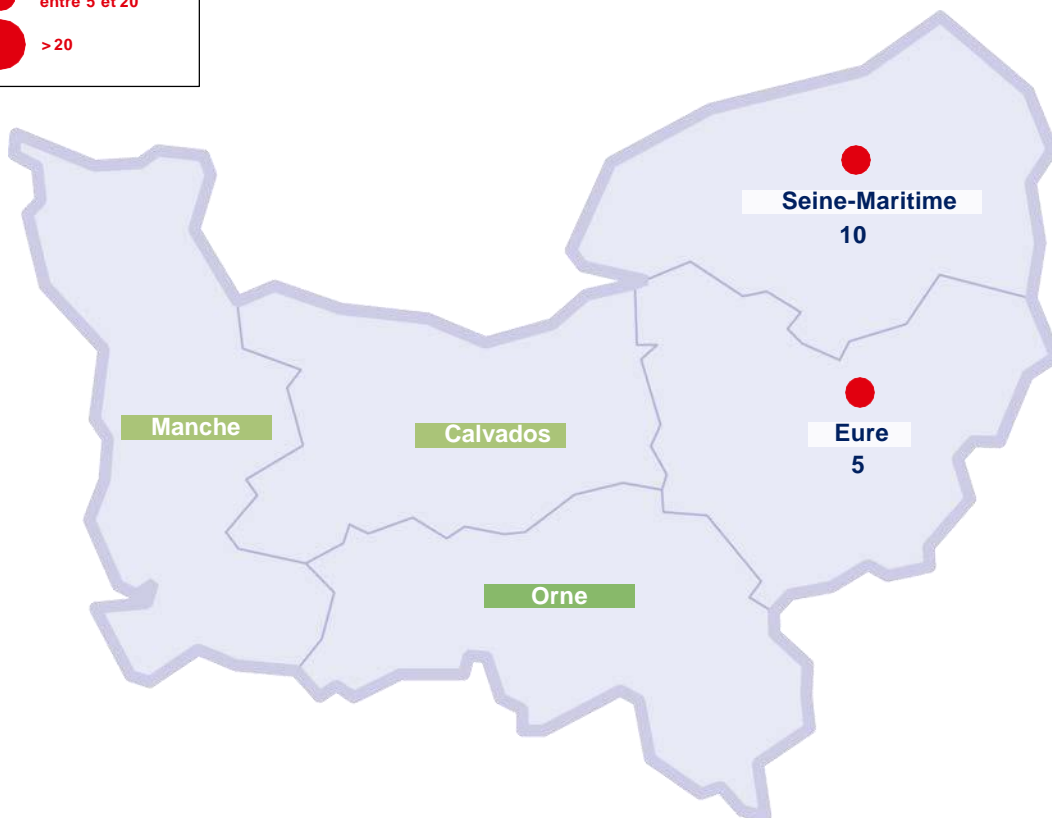 entre 5 et 20
> 20
Seine-Maritime
10
Manche
Calvados
Eure
5
Orne